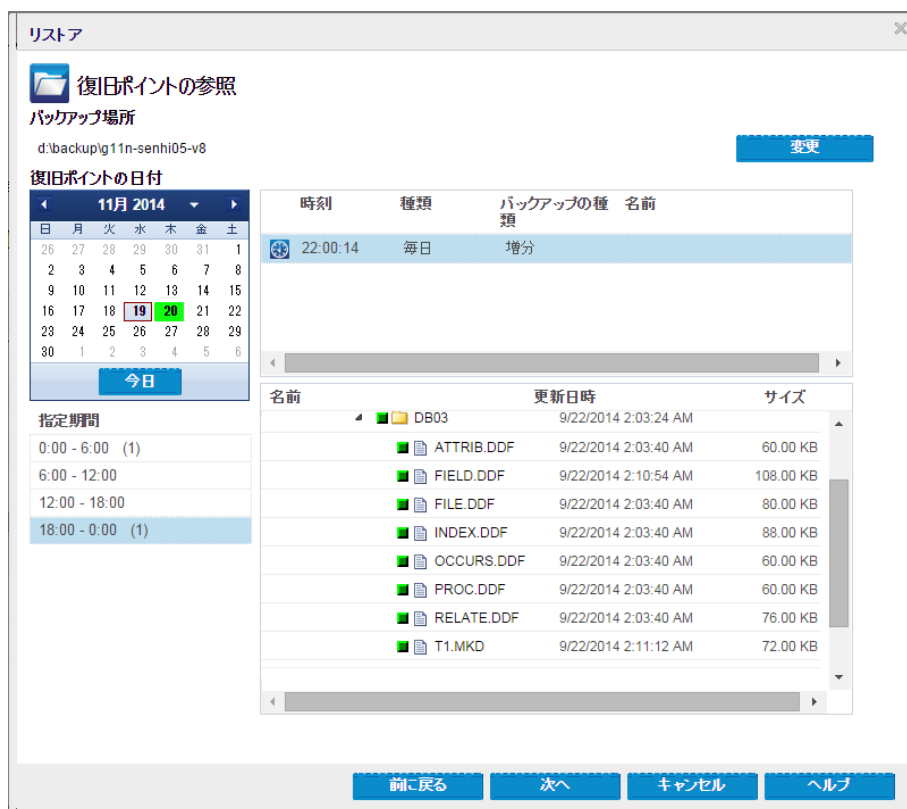 リストア
復旧ポイントの参照
バックアップ場所
d:\backup\g11n-senhi05-v8
変更
復旧ポイントの日付
11月 2014
日 月 火 水 木 金 土
26 27 28 29 30 31 1
2 3 4 5 6 7 8
9 10 11 12 13 14 15
16 17 18 19 20 21 22
23 24 25 26 27 28 29
30 1 2 3 4 5 6
今日
指定期間
0:00 - 6:00 (1)
6:00 - 12:00
12:00 - 18:00
18:00 - 0:00 (1)
時刻 種類 バックアップの種類 名前
22:00:14 毎日 増分
名前 更新日時 サイズ
DB03 9/22/2014 2:03:24 AM
ATTRIB.DDF 9/22/2014 2:03:40 AM 60.00 KB
FIELD.DDF 9/22/2014 2:10:54 AM 108.00 KB
FILE.DDF 9/22/2014 2:03:40 AM 80.00 KB
INDEX.DDF 9/22/2014 2:03:40 AM 88.00 KB
OCCURS.DDF 9/22/2014 2:03:40 AM 60.00 KB
PROC.DDF 9/22/2014 2:03:40 AM 60.00 KB
RELATE.DDF 9/22/2014 2:03:40 AM 76.00 KB
T1.MKD 9/22/2014 2:11:12 AM 72.00 KB
前に戻る 次へ キャンセル ヘルプ